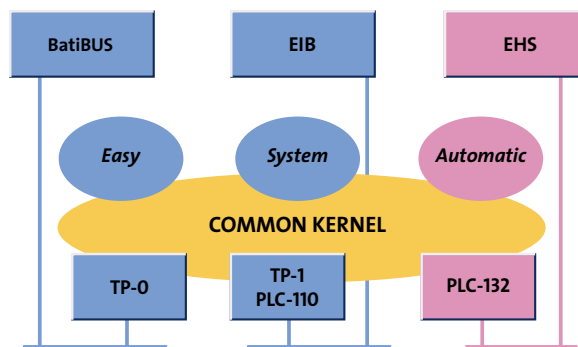 BatiBUS
EIB
EHS
Easy
System
Automatic
COMMON KERNEL
TP-0
TP-1
PLC-110
PLC-132